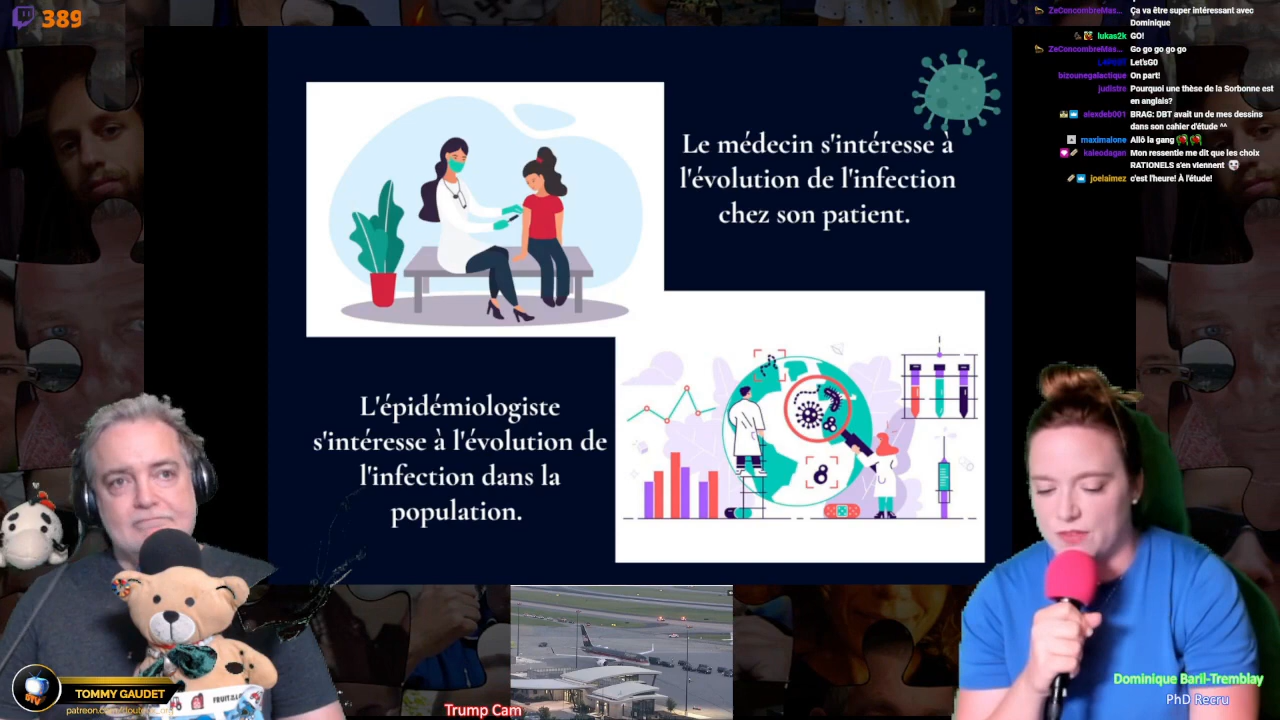 389
Le médecin s'intéresse à
l'évolution de l'infection
chez son patient.
L'épidémiologiste
s'intéresse à l'évolution de
l'infection dans la
population.
ZeConcombreMas... Ça va être super intéressant avec
Dominique
lukas2k GO!
ZeConcombreMas... Go go go go go
Let'sGO
bizounegalactique On part!
judistre Pourquoi une thèse de la Sorbonne est
en anglais?
alexdeb001 BRAG: DBT avait un de mes dessins
dans son cahier d'étude ^^
maximalone Allô la gang
kaleodagan Mon ressentie me dit que les choix
RATIONELS s'en viennent
joelaimez c'est l'heure! À l'étude!
TOMMY GAUDET
patreon.com/
Trump Cam
Dominique Baril-Tremblay
PhD Recru